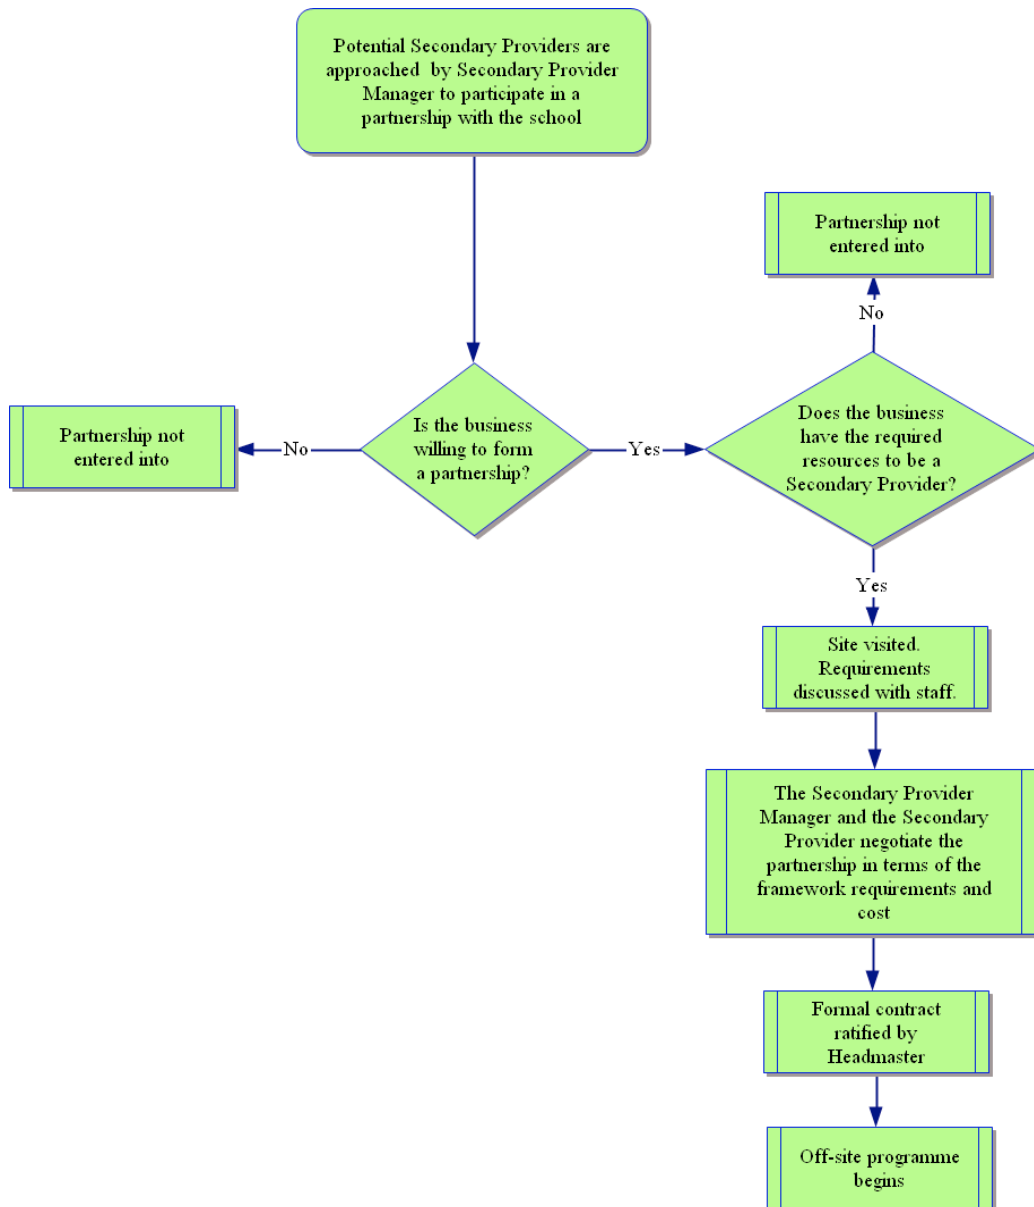 Potential Secondary Providers are
approached by Secondary Provider
Manager to participate in a
partnership with the school
Partnership not
entered into
No
Does the business
have the required
resources to be a
Secondary Provider?
Is the business
willing to form
a partnership?
Yes
No
Partnership not
entered into
Yes
Site visited.
Requirements
discussed with staff.
The Secondary Provider
Manager and the Secondary
Provider negotiate the
partnership in terms of the
framework requirements and
cost
Formal contract
ratified by
Headmaster
Off-site programme
begins